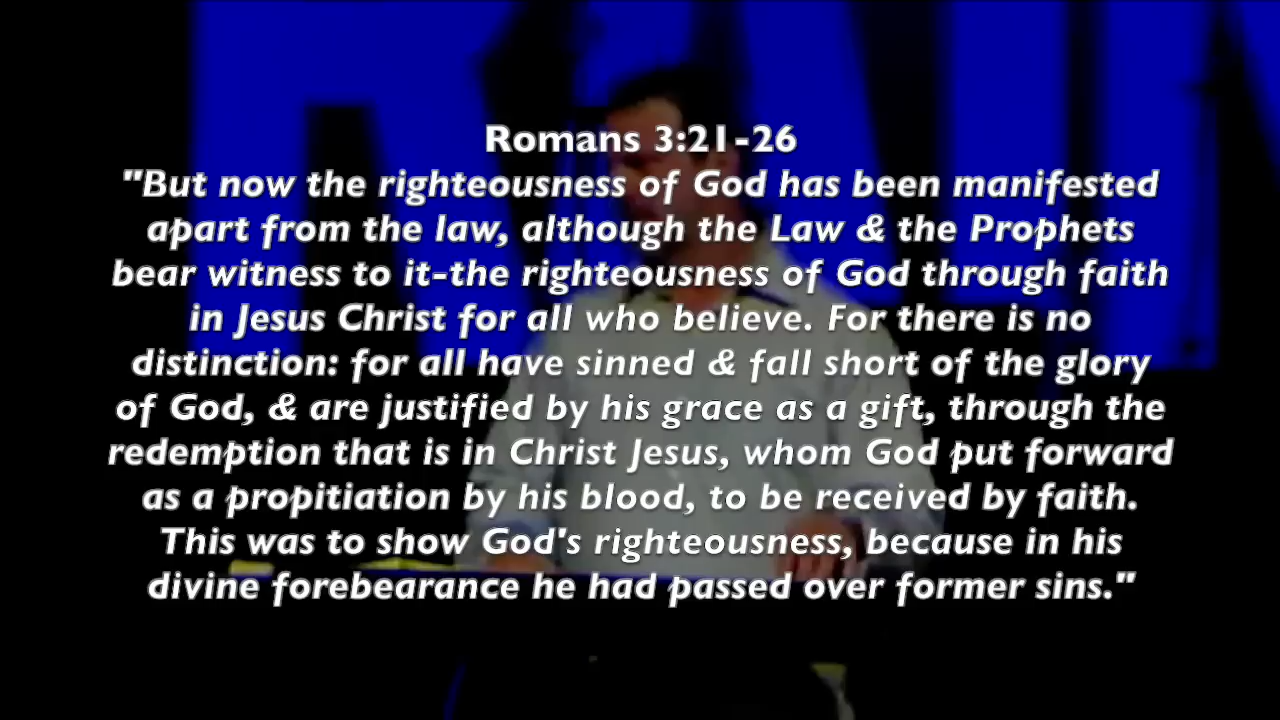 Romans 3:21-26
"But now the righteousness of God has been manifested
apart from the law, although the Law & the Prophets
bear witness to it-the righteousness of God through faith
in Jesus Christ for all who believe. For there is no
distinction: for all have sinned & fall short of the glory
of God, & are justified by his grace as a gift, through the
redemption that is in Christ Jesus, whom God put forward
as a propitiation by his blood, to be received by faith.
This was to show God's righteousness, because in his
divine forebearance he had passed over former sins."